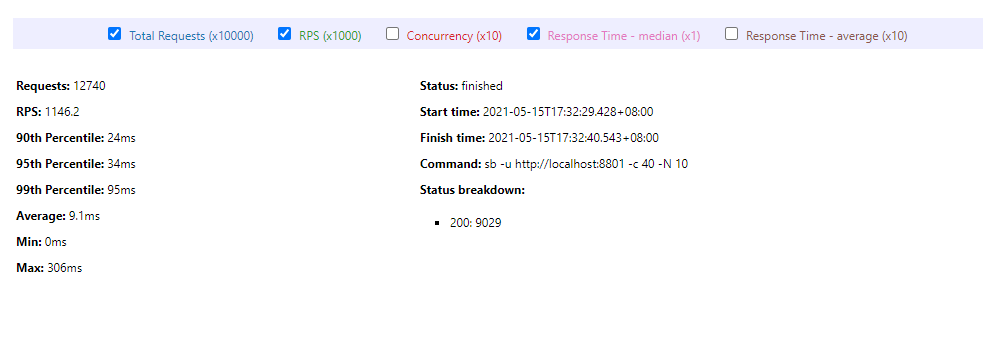 Total Requests (x10000) RPS (x1000) Concurrency (x10) Response Time - median (x1) Response Time - average (x10)
Requests: 12740
RPS: 1146.2
90th Percentile: 24ms
95th Percentile: 34ms
99th Percentile: 95ms
Average: 9.1ms
Min: 0ms
Max: 306ms
Status: finished
Start time: 2021-05-15T17:32:29.428+08:00
Finish time: 2021-05-15T17:32:40.543+08:00
Command: sb -u http://localhost:8801 -c 40 -N 10
Status breakdown:
200: 9029